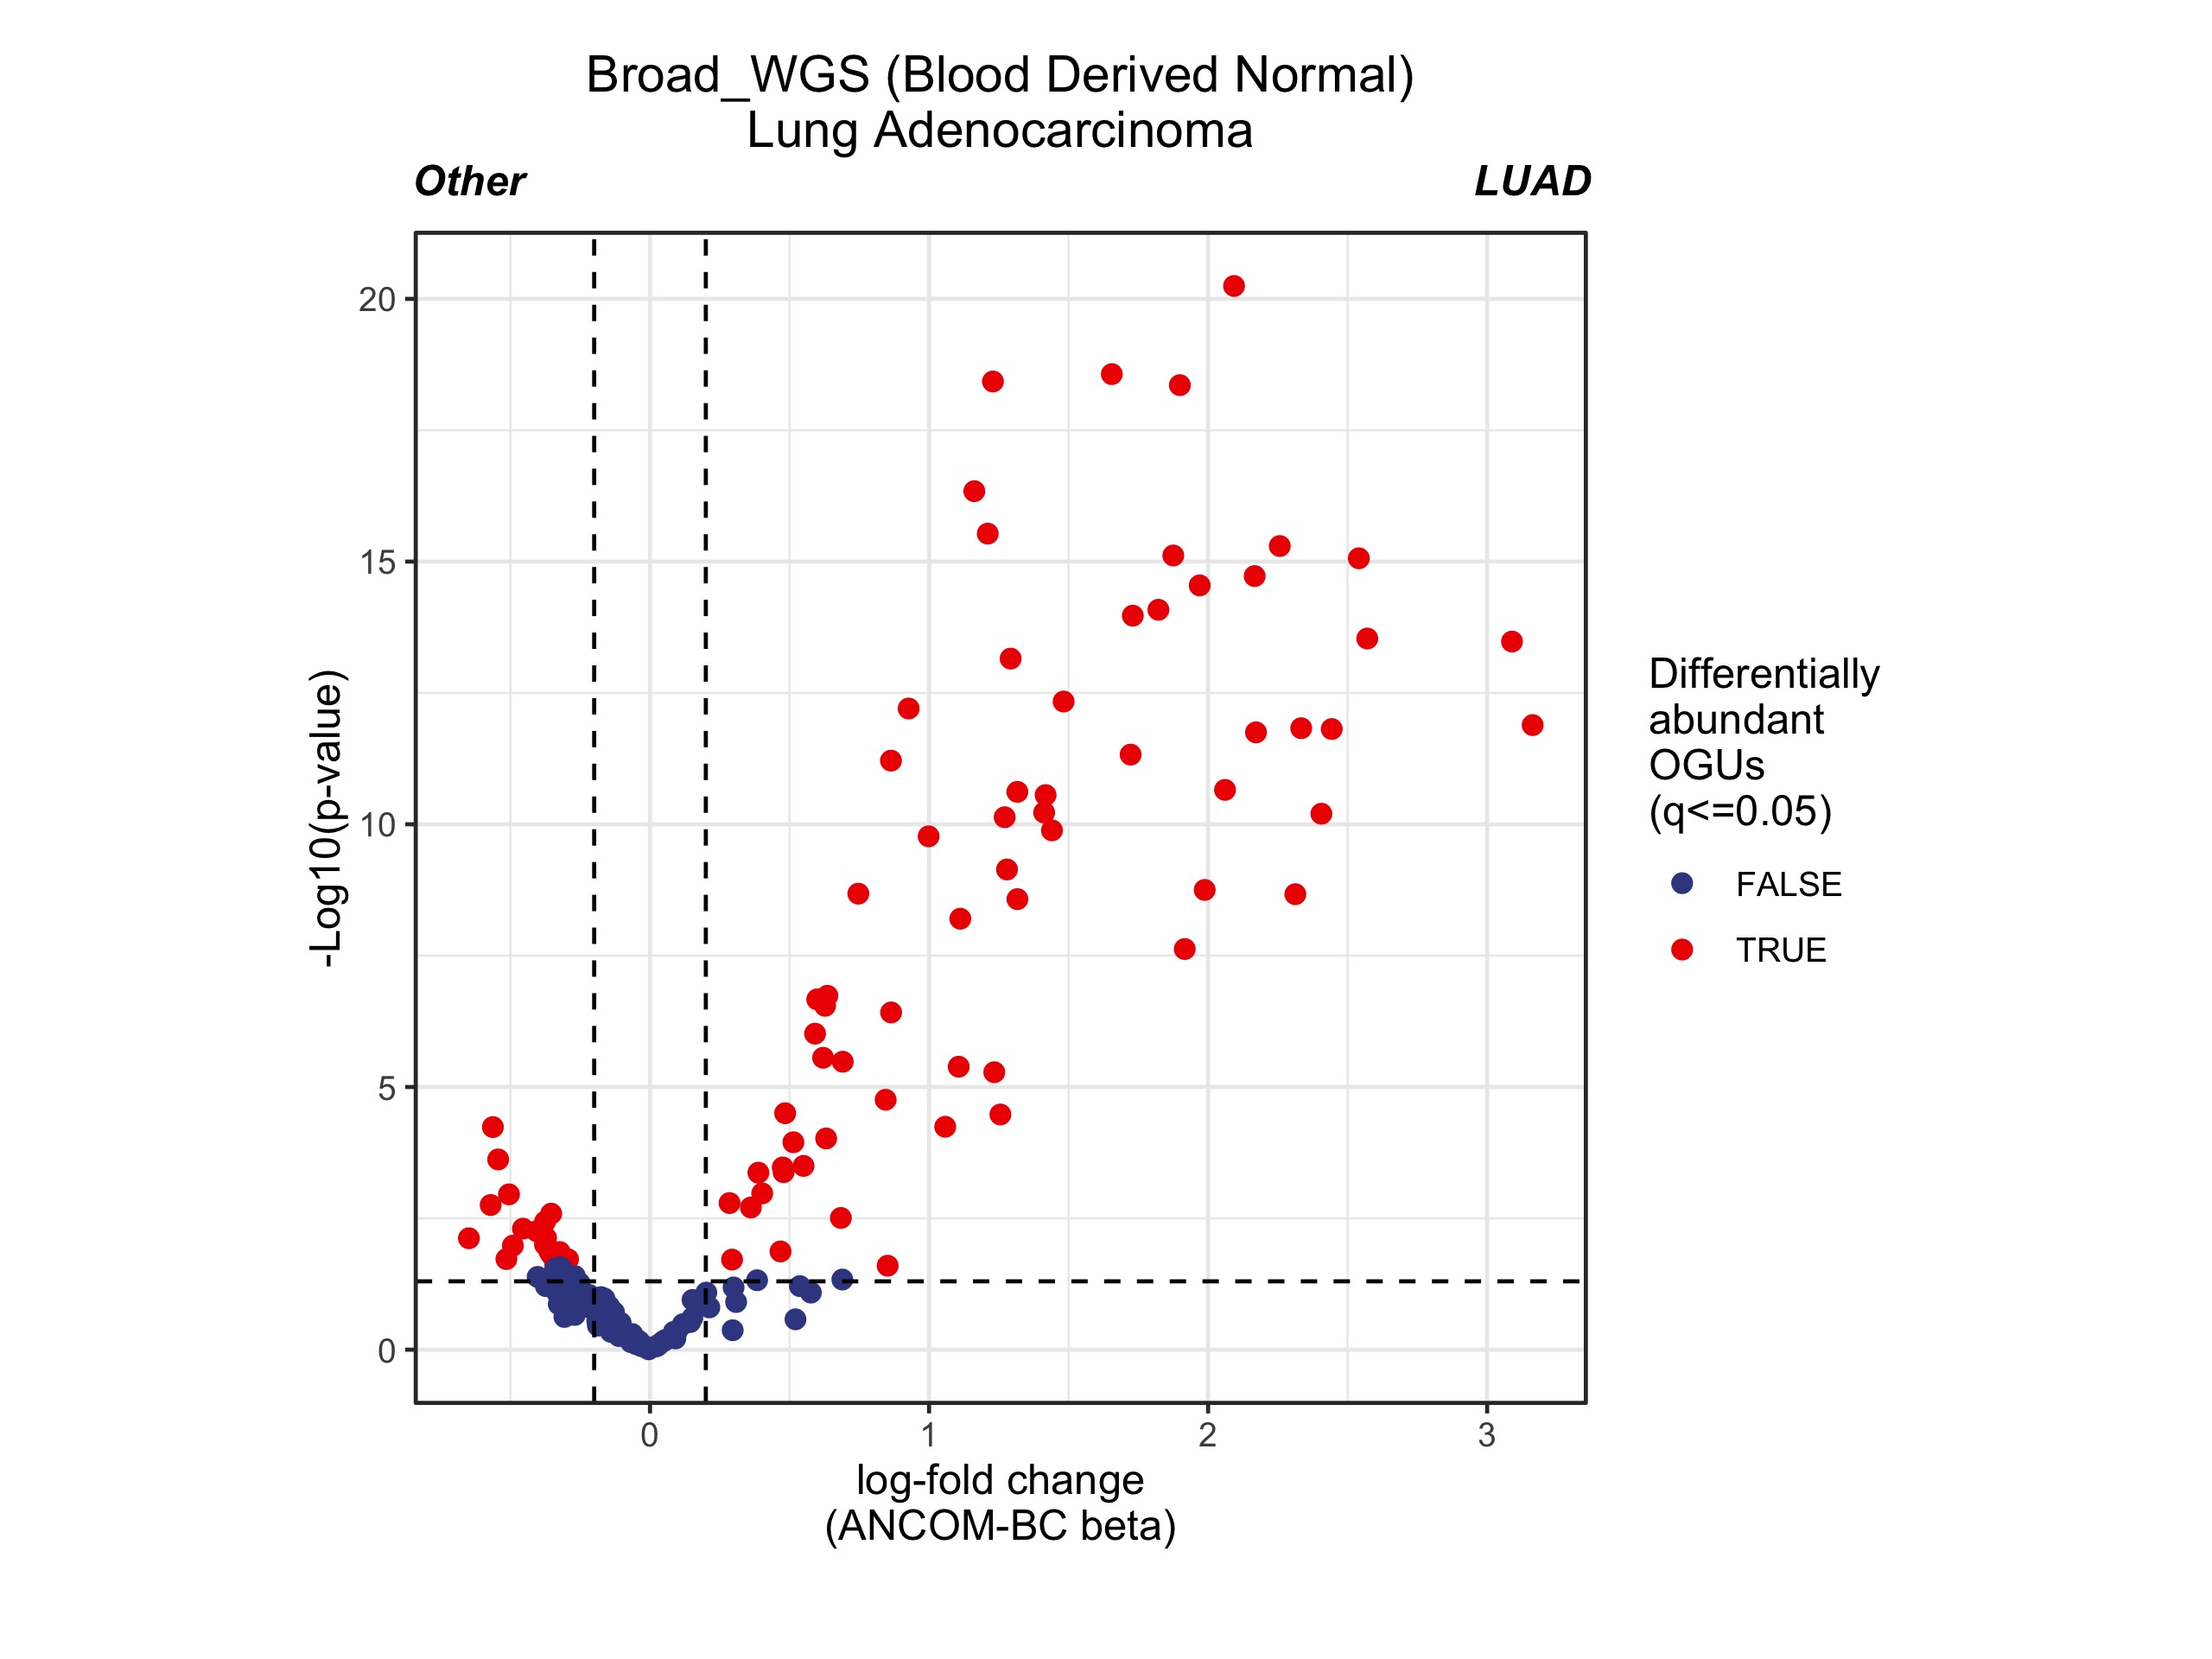 Broad_WGS (Blood Derived Normal)
Lung Adenocarcinoma
Other
LUAD
20
15
10
5
0
-Log10(p-value)
0
1
2
3
log-fold change
(ANCOM-BC beta)
Differentially
abundant
OGUs
(q<=0.05)
FALSE
TRUE